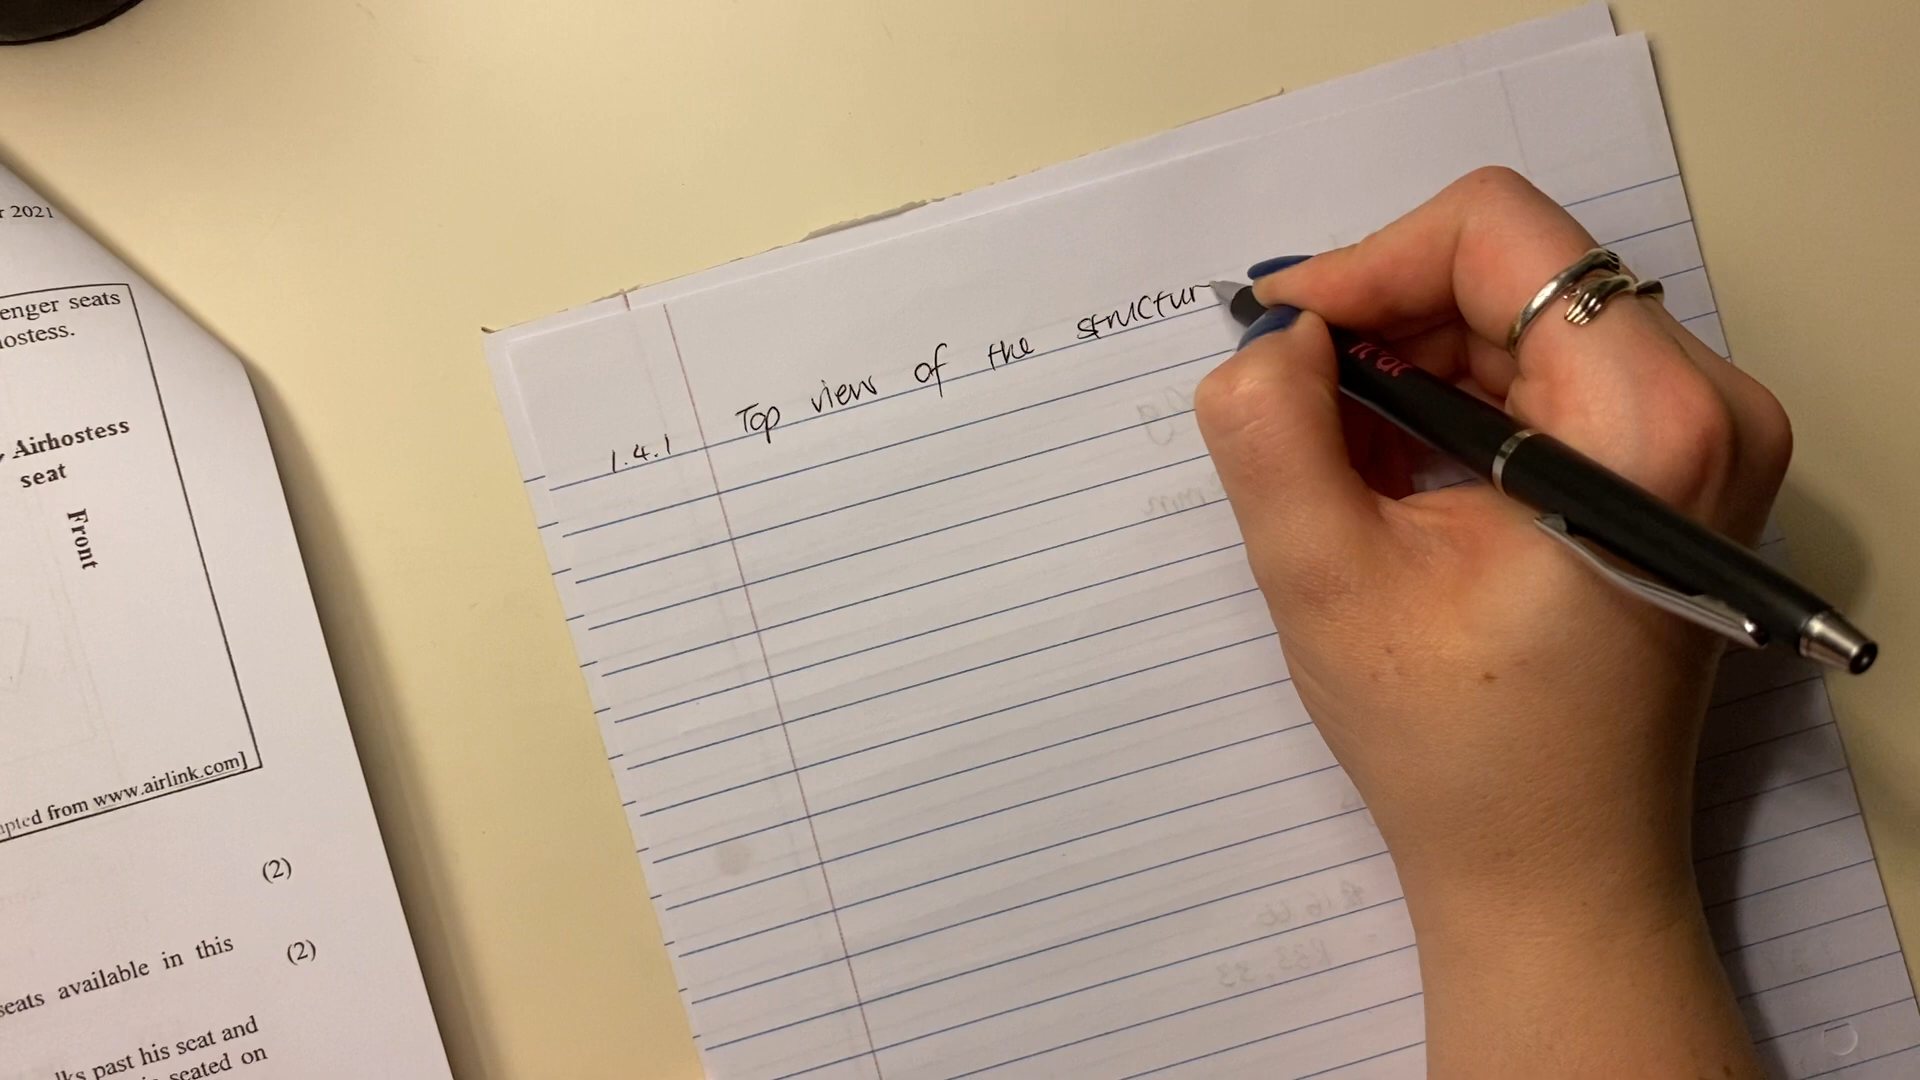 2021
enger seats
ostess.
Airhostess
seat
Front
pted from www.airlink.com]
(2)
seats available in this
(2)
lks past his seat and
seated on
1.4.1 Top view of the structur